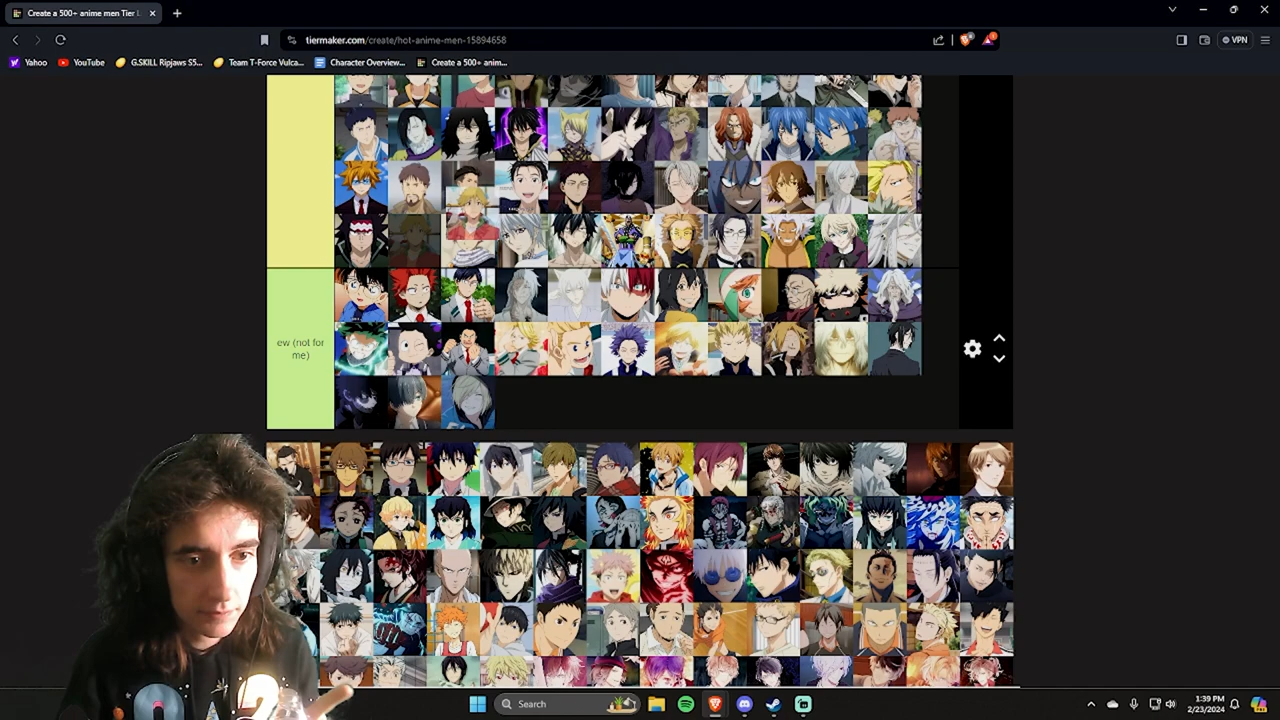 Create a 500+ anime men Tier L
tiermaker.com/create/hot-anime-men-15894658
VPN
Yahoo
YouTube
G.SKILL Ripjaws S5...
Team T-Force Vulca...
Character Overview...
Create a 500+ anim...
ew (not for
me)
Search
1:39 PM
2/23/2024